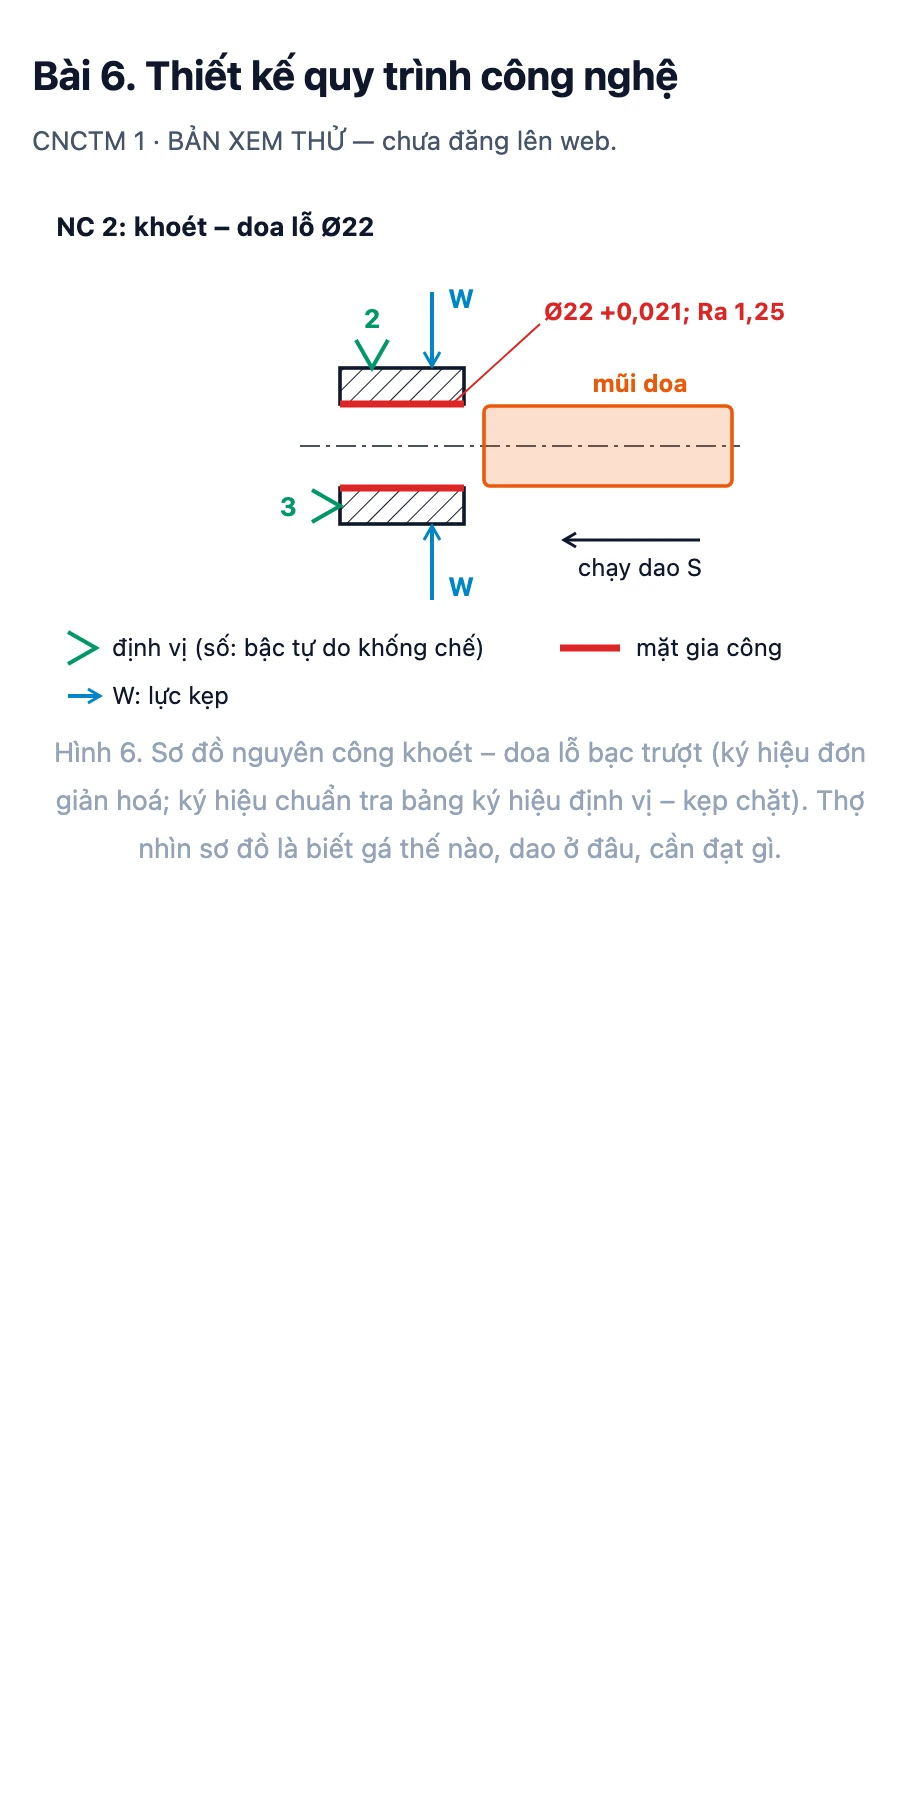 Bài 6. Thiết kế quy trình công nghệ
CNCTM 1 · BẢN XEM THỬ — chưa đăng lên web.
NC 2: khoét – doa lỗ Ø22
W
2
Ø22 +0,021; Ra 1,25
mũi doa
3
chạy dao S
W
định vị (số: bậc tự do khống chế)
mặt gia công
W: lực kẹp
Hình 6. Sơ đồ nguyên công khoét – doa lỗ bạc trượt (ký hiệu đơn
giản hoá; ký hiệu chuẩn tra bảng ký hiệu định vị – kẹp chặt). Thợ
nhìn sơ đồ là biết gá thế nào, dao ở đâu, cần đạt gì.